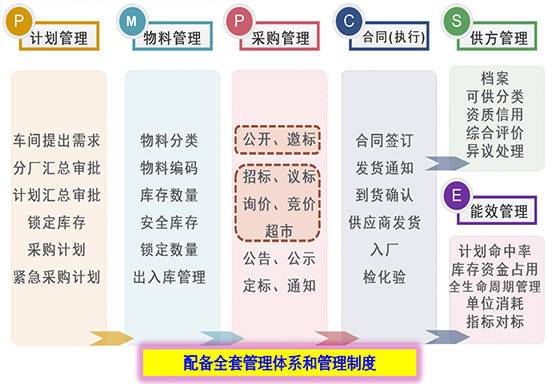 P
计划管理
车间提出需求
分厂汇总审批
计划汇总审批
锁定库存
采购计划
紧急采购计划
M
物料管理
物料分类
物料编码
库存数量
安全库存
锁定数量
出入库管理
P
采购管理
公开、邀标
招标、议标
询价、竞价
超市
公告、公示
定标、通知
C
合同(执行)
合同签订
发货通知
到货确认
供应商发货
入厂
检化验
S
供方管理
档案
可供分类
资质信用
综合评价
异议处理
E
能效管理
计划命中率
库存资金占用
全生命周期管理
单位消耗
指标对标
配备全套管理体系和管理制度